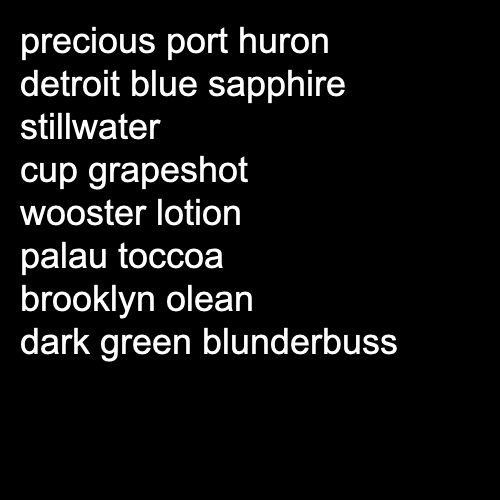 precious port huron
detroit blue sapphire
stillwater
cup grapeshot
wooster lotion
palau toccoa
brooklyn olean
dark green blunderbuss